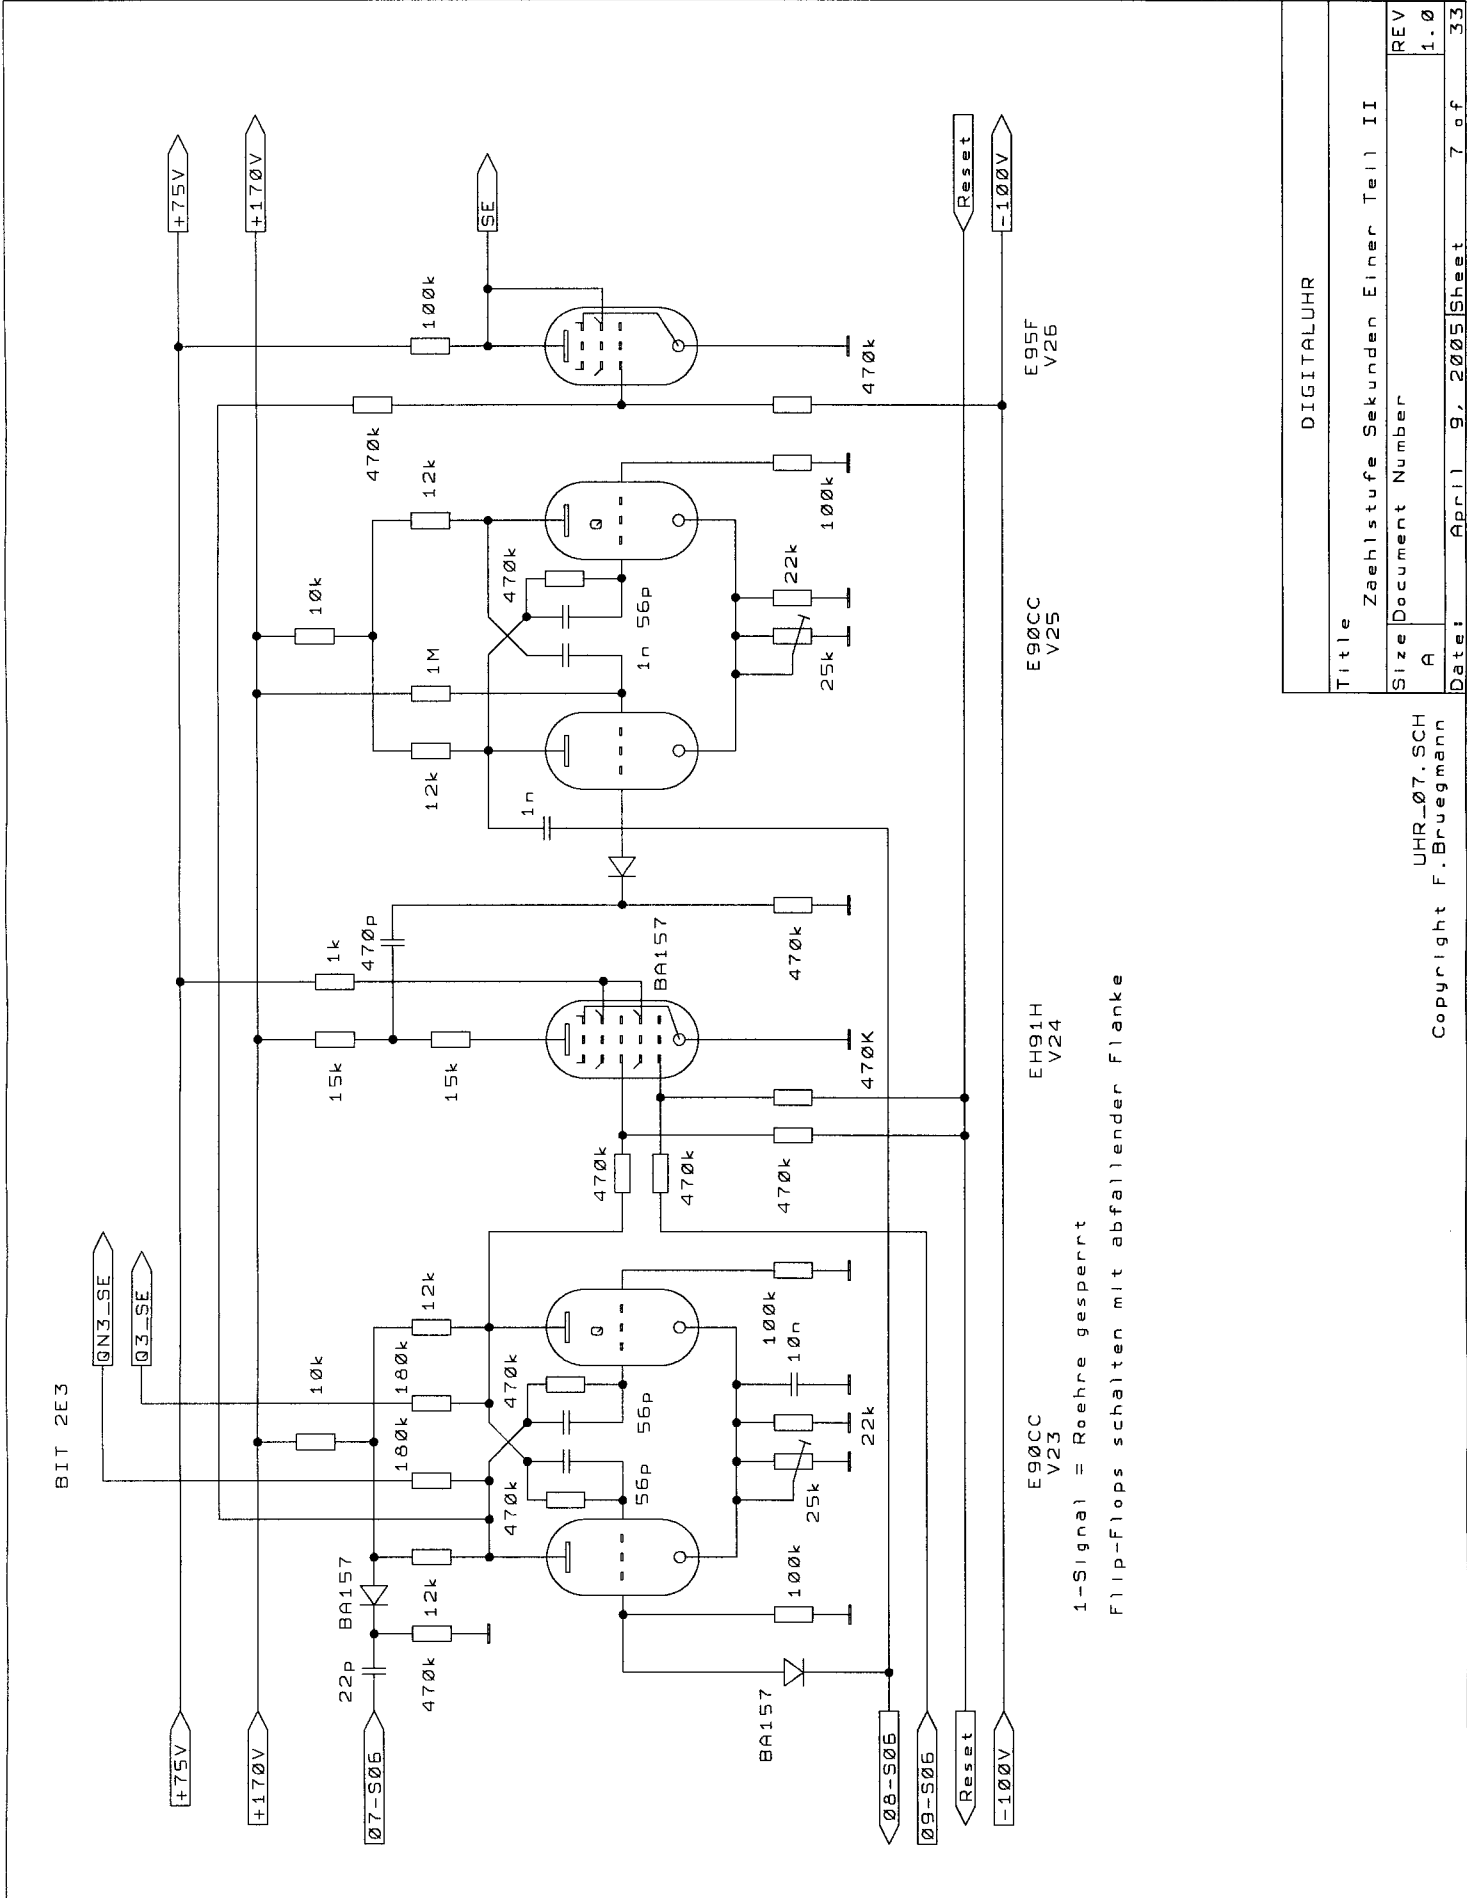 BIT 2E3
QN3_SE
Q3_SE
+75V
+75V
+170V
+170V
07-S06
22p
BA157
470k
12k
10k
180k
180k
12k
470k
470k
56p
56p
100k
25k
22k
10n
100k
BA157
08-S06
09-S06
Reset
-100V
E90CC
V23
Q
470k
470k
470k
470K
15k
15k
1k
470p
BA157
470k
EH91H
V24
1n
12k
1M
10k
12k
470k
1n
56p
Q
25k
22k
100k
E90CC
V25
470k
100k
470k
SE
E95F
V26
Reset
-100V
1-Signal = Roehre gesperrt
Flip-Flops schalten mit abfallender Flanke
UHR_07.SCH
Copyright F.Bruegmann
DIGITALUHR
Title
Zaehlstufe Sekunden Einer Teil II
Size Document Number REV
A 1.0
Date: April 9, 2005 Sheet 7 of 33